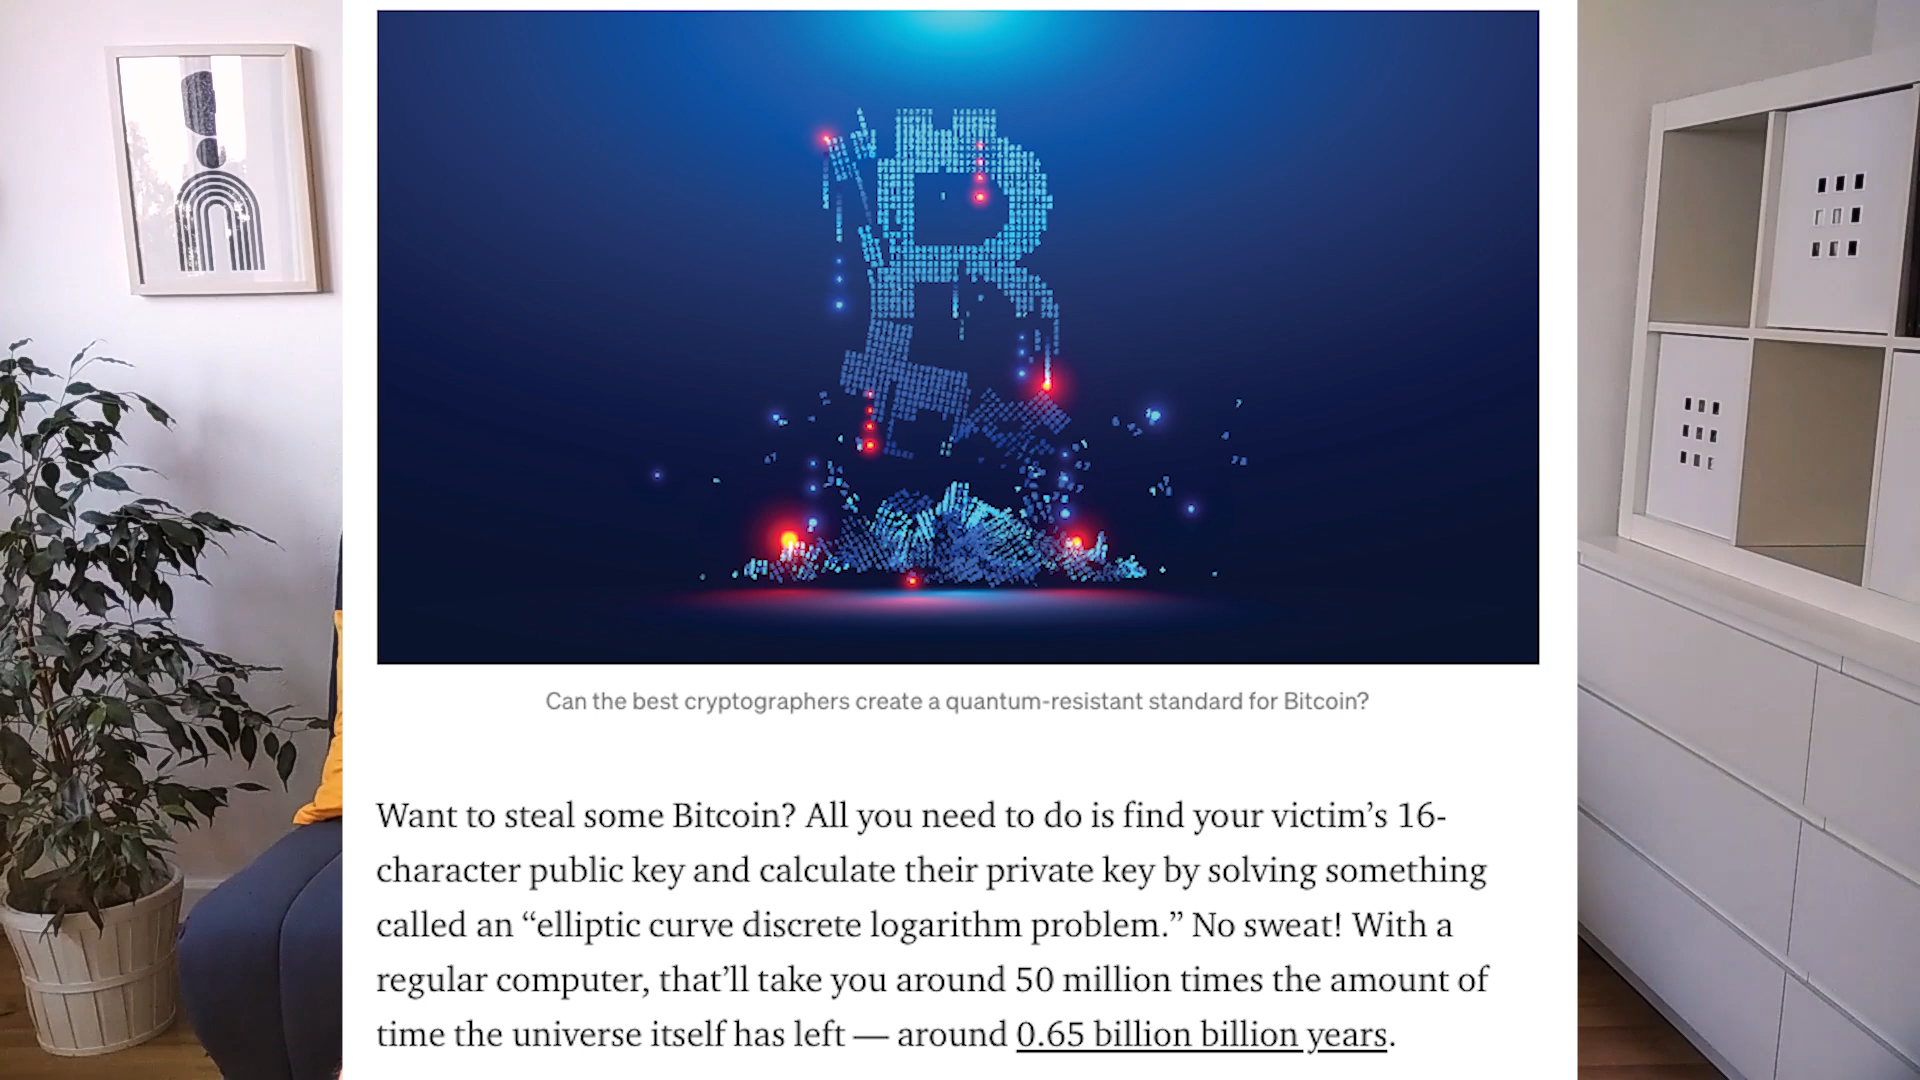 Can the best cryptographers create a quantum-resistant standard for Bitcoin?
Want to steal some Bitcoin? All you need to do is find your victim’s 16-
character public key and calculate their private key by solving something
called an “elliptic curve discrete logarithm problem.” No sweat! With a
regular computer, that’ll take you around 50 million times the amount of
time the universe itself has left — around 0.65 billion billion years.